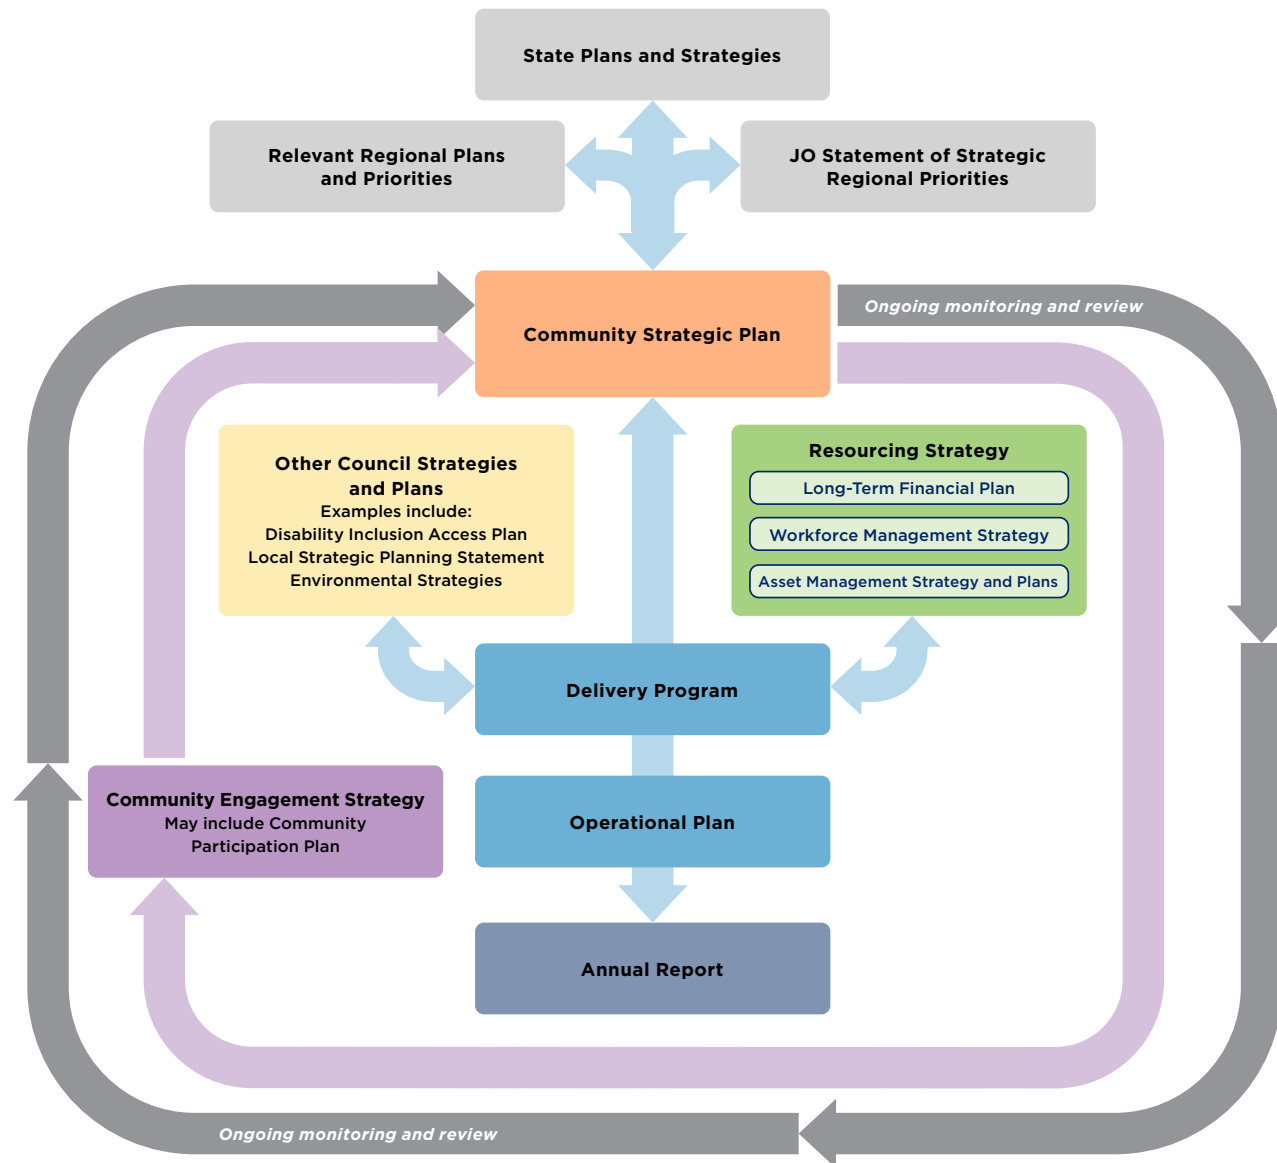 State Plans and Strategies
Relevant Regional Plans
and Priorities
JO Statement of Strategic
Regional Priorities
Community Strategic Plan
Ongoing monitoring and review
Other Council Strategies
and Plans
Examples include:
Disability Inclusion Access Plan
Local Strategic Planning Statement
Environmental Strategies
Resourcing Strategy
Long-Term Financial Plan
Workforce Management Strategy
Asset Management Strategy and Plans
Delivery Program
Community Engagement Strategy
May include Community
Participation Plan
Operational Plan
Annual Report
Ongoing monitoring and review